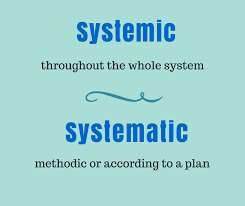 systemic
throughout the whole system
systematic
methodic or according to a plan